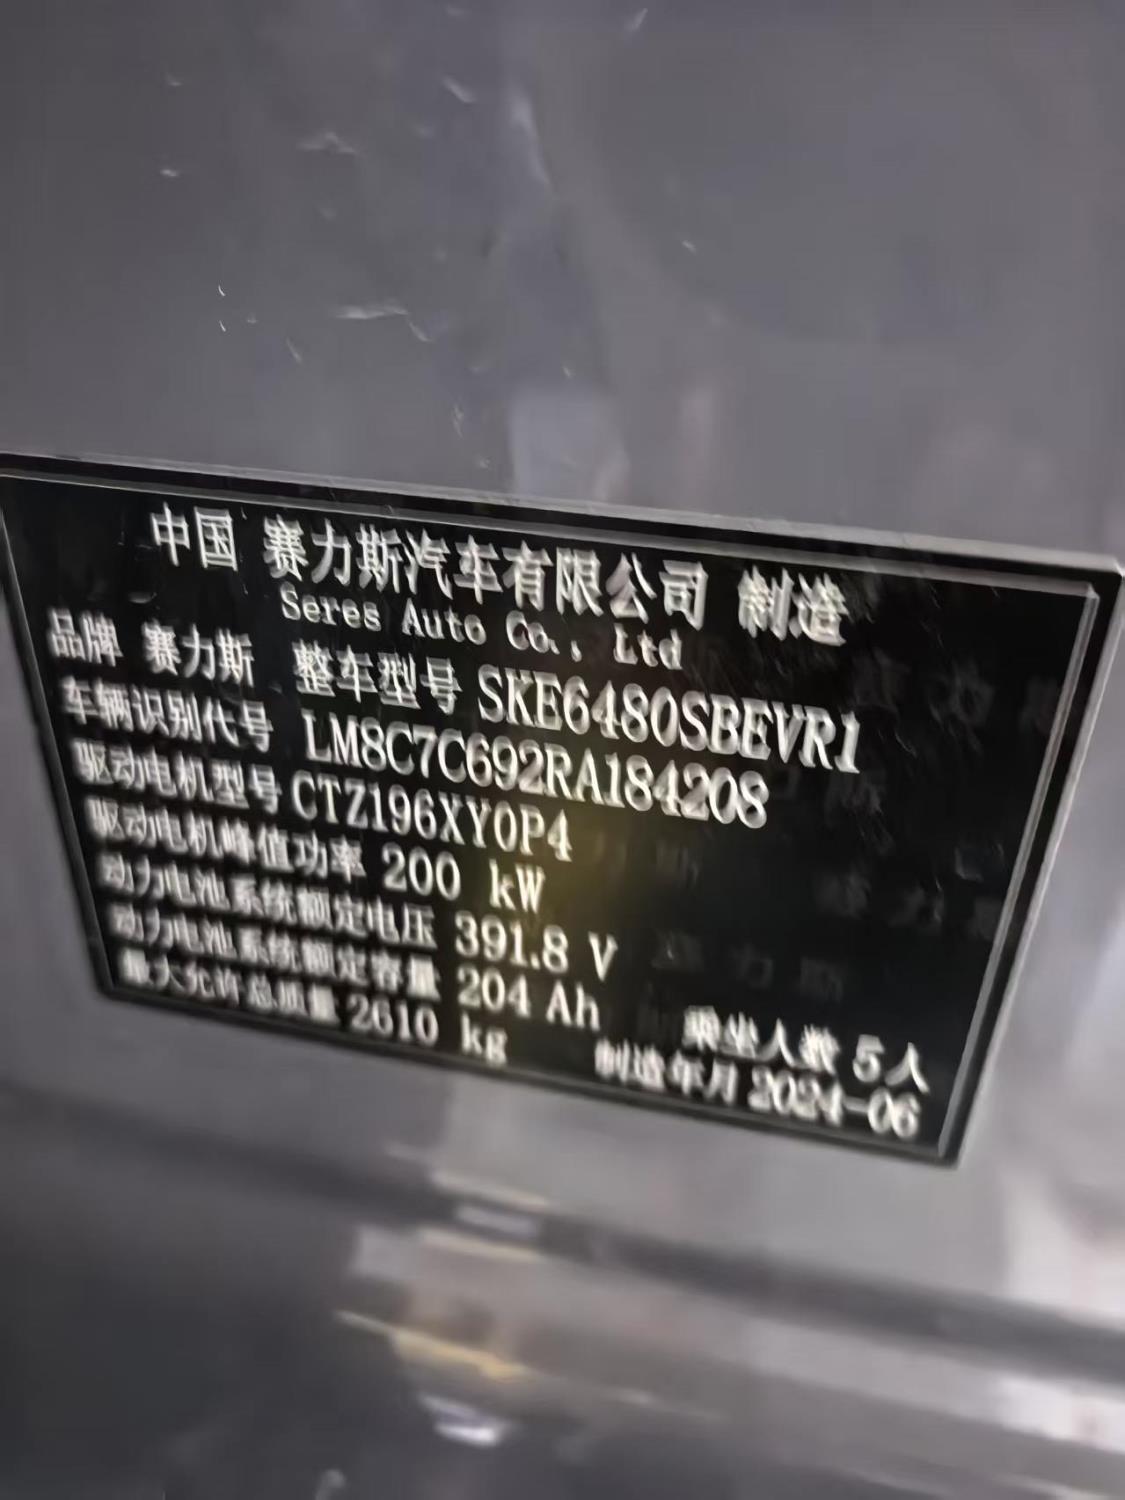 中国 赛力斯汽车有限公司 制造
Seres Auto Co., Ltd
品牌 赛力斯 整车型号 SKE6480SBEVR1
车辆识别代号 LM8C7C692RA184208
驱动电机型号 CTZ196XY0P4
驱动电机峰值功率 200 kW
动力电池系统额定电压 391.8 V
动力电池系统额定容量 204 Ah 乘坐人数 5人
最大允许总质量 2610 kg 制造年月 2024-06